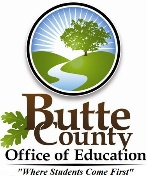 Butte
County
Office of Education
"Where Students Come First"